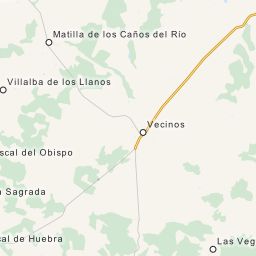 Matilla de los Caños del Río
Villalba de los Llanos
Vecinos
scal del Obispo
Sagrada
cal de Huebra
Las Veg